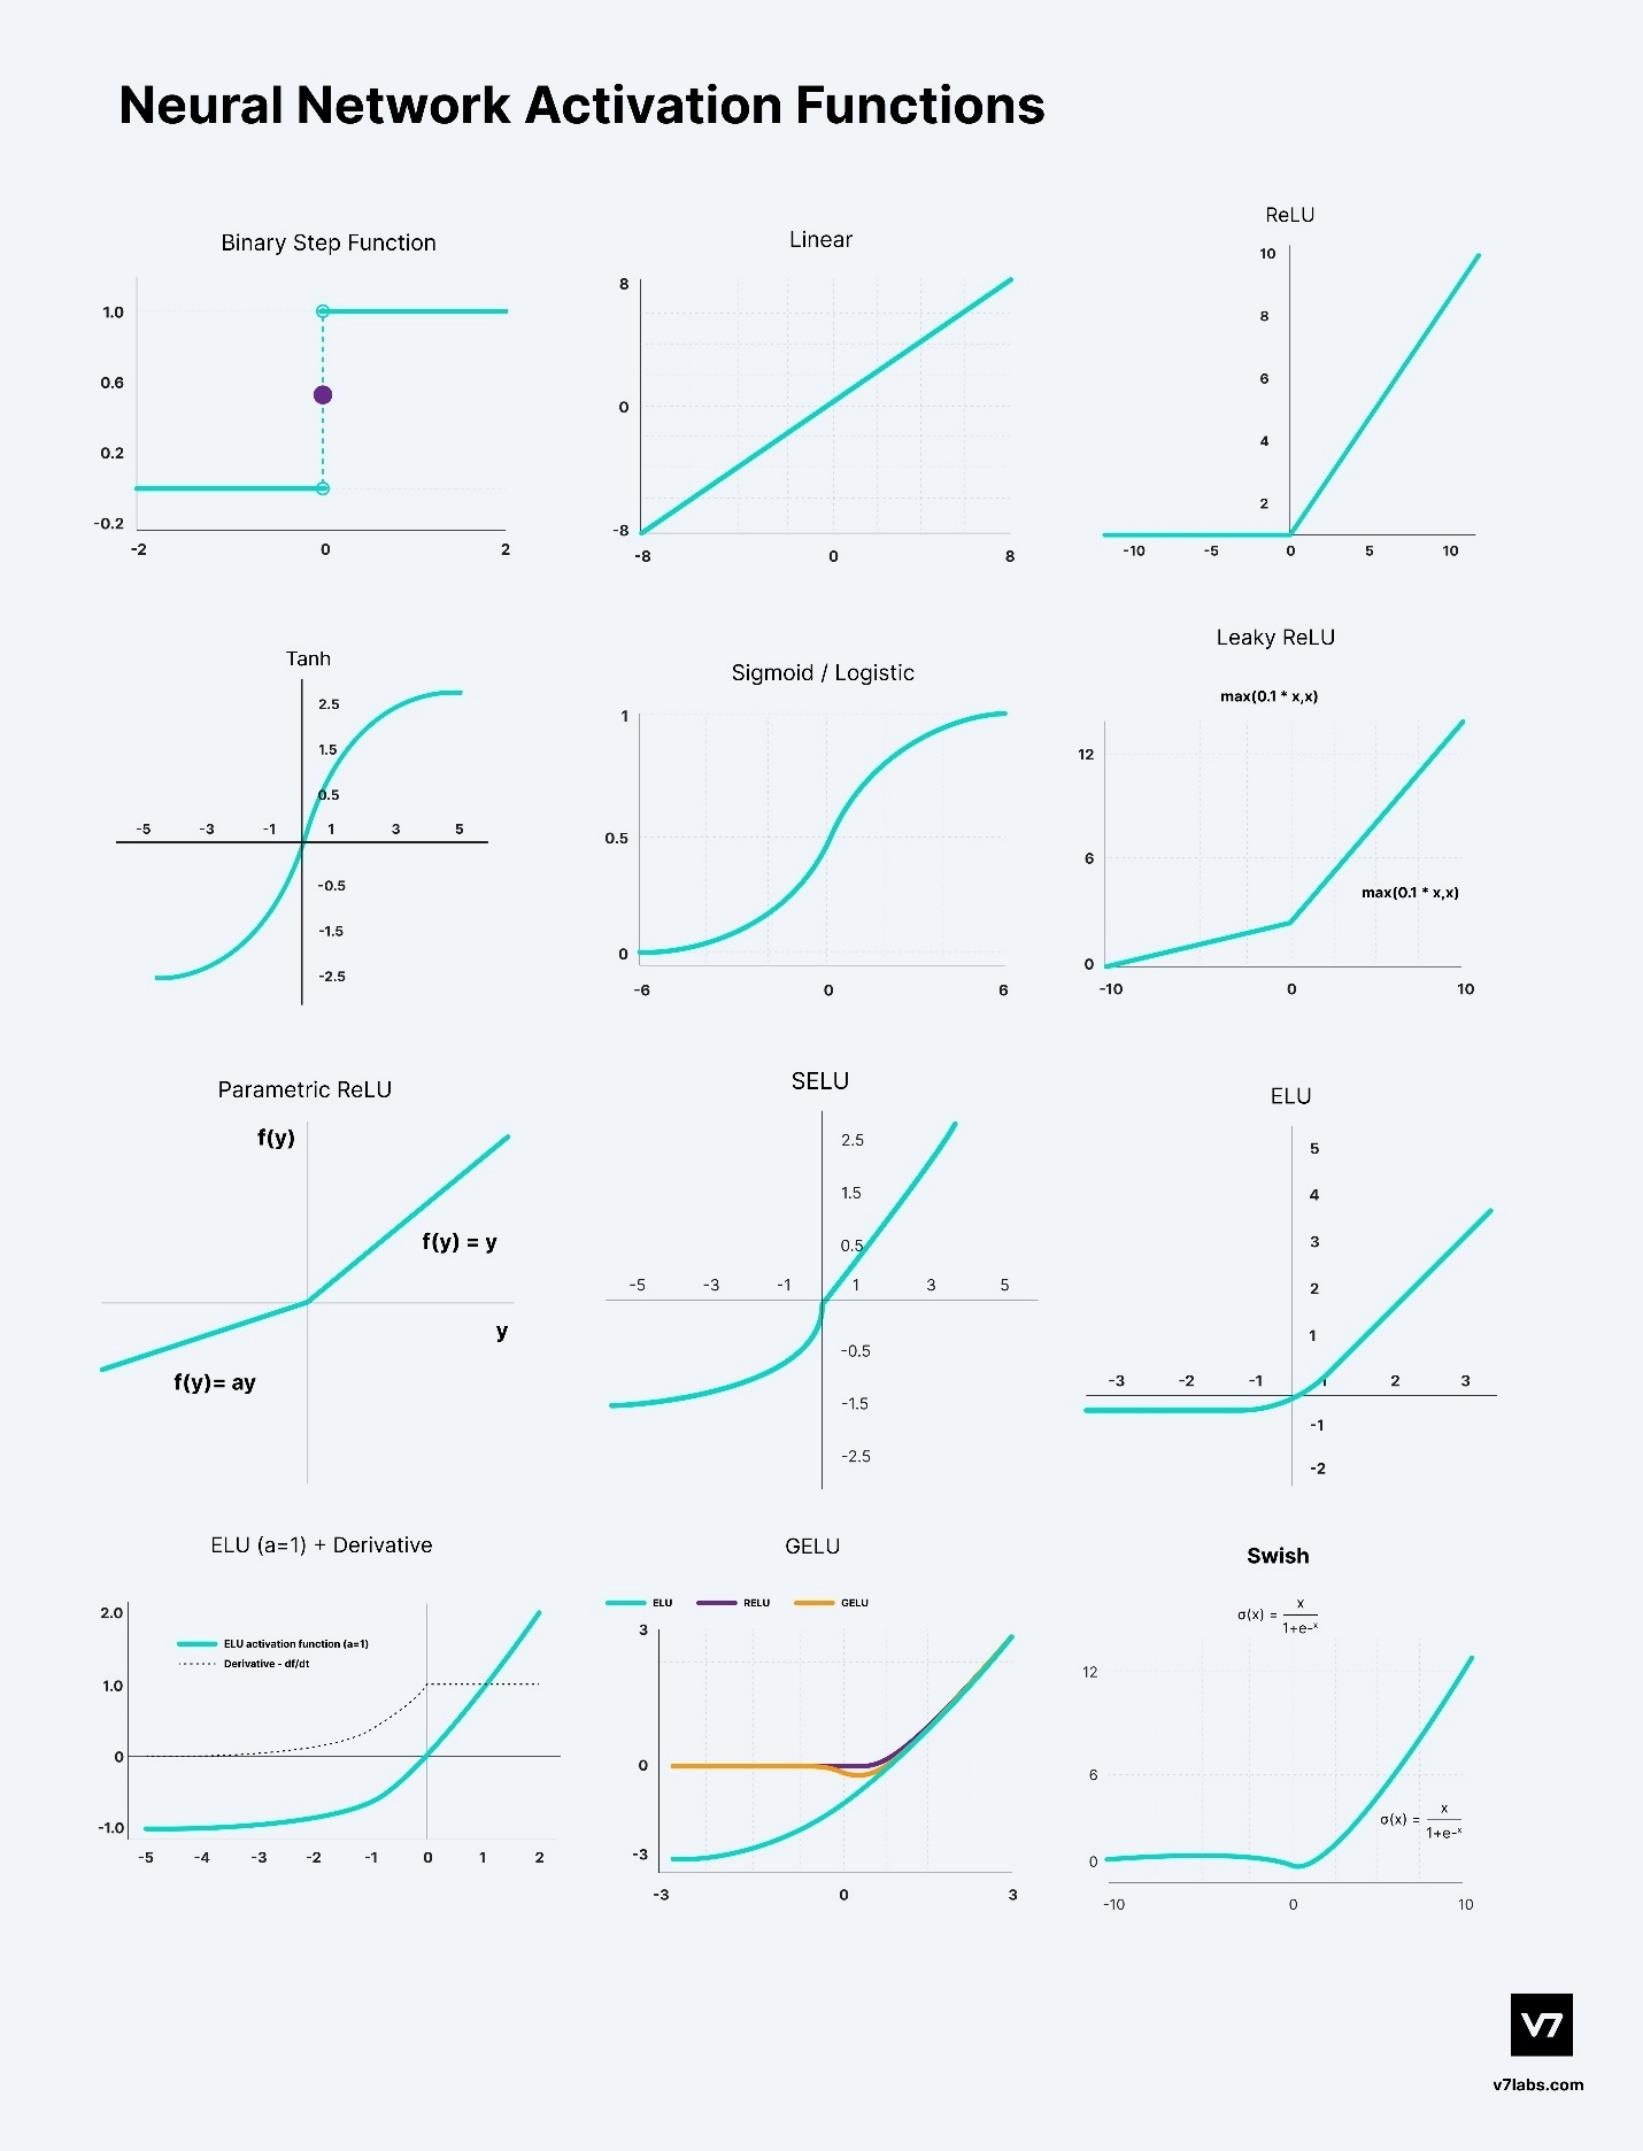 Neural Network Activation Functions
Binary Step Function
1.0
0.6
0.2
-0.2
-2 0 2
Linear
8
0
-8
-8 0 8
ReLU
10
8
6
4
2
-10 -5 0 5 10
Tanh
2.5
1.5
0.5
-5 -3 -1 1 3 5
-0.5
-1.5
-2.5
Sigmoid / Logistic
1
0.5
0
-6 0 6
Leaky ReLU
max(0.1 * x,x)
12
6
max(0.1 * x,x)
0
-10 0 10
Parametric ReLU
f(y)
f(y) = y
y
f(y)= ay
SELU
2.5
1.5
0.5
-5 -3 -1 1 3 5
-0.5
-1.5
-2.5
ELU
5
4
3
2
1
-3 -2 -1 1 2 3
-1
-2
ELU (a=1) + Derivative
2.0
ELU activation function (a=1)
Derivative - df/dt
1.0
0
-1.0
-5 -4 -3 -2 -1 0 1 2
GELU
ELU RELU GELU
3
0
-3
-3 0 3
Swish
σ(x) = x
1+e-x
12
6
σ(x) = x
1+e-x
0
-10 0 10
V7
v7labs.com